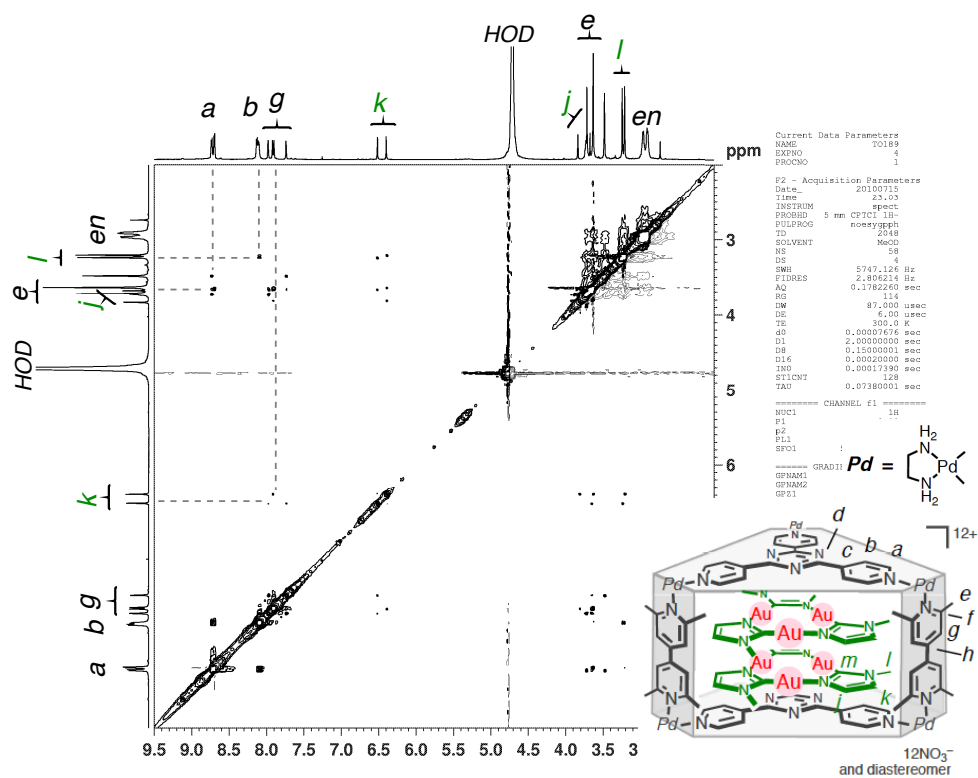 HOD
e
l
a
b
g
k
j
en
ppm
en
l
e
j
HOD
k
g
b
a
3
4
5
6
9.5 9.0 8.5 8.0 7.5 7.0 6.5 6.0 5.5 5.0 4.5 4.0 3.5 3
Current Data Parameters
NAME TO189
EXPNO 4
PROCNO 1
F2 - Acquisition Parameters
Date_ 20100715
Time 23.03
INSTRUM spect
PROBHD 5 mm CPTCI 1H-
PULPROG noesygpph
TD 2048
SOLVENT MeOD
NS 58
DS 4
SWH 5747.126 Hz
FIDRES 2.806214 Hz
AQ 0.1782260 sec
RG 114
DW 87.000 usec
DE 6.00 usec
TE 300.0 K
d0 0.00007676 sec
D1 2.00000000 sec
D8 0.15000001 sec
D16 0.00020000 sec
IN0 0.00017390 sec
ST1CNT 128
TAU 0.07380001 sec
======== CHANNEL f1 ========
NUC1 1H
P1
p2
PL1
SFO1
====== GRADI
GPNAM1
GPNAM2
GPZ1
Pd =
H2
N
Pd
N
H2
12+
Pd
N
d
c b a
N N
N N N
Pd Pd
e
f
g
h
N N
N N
Au Au
N Au N
Au Au
m l
N Au N
k
j
N N
N N
N N N
Pd Pd
12NO3−
and diastereomer